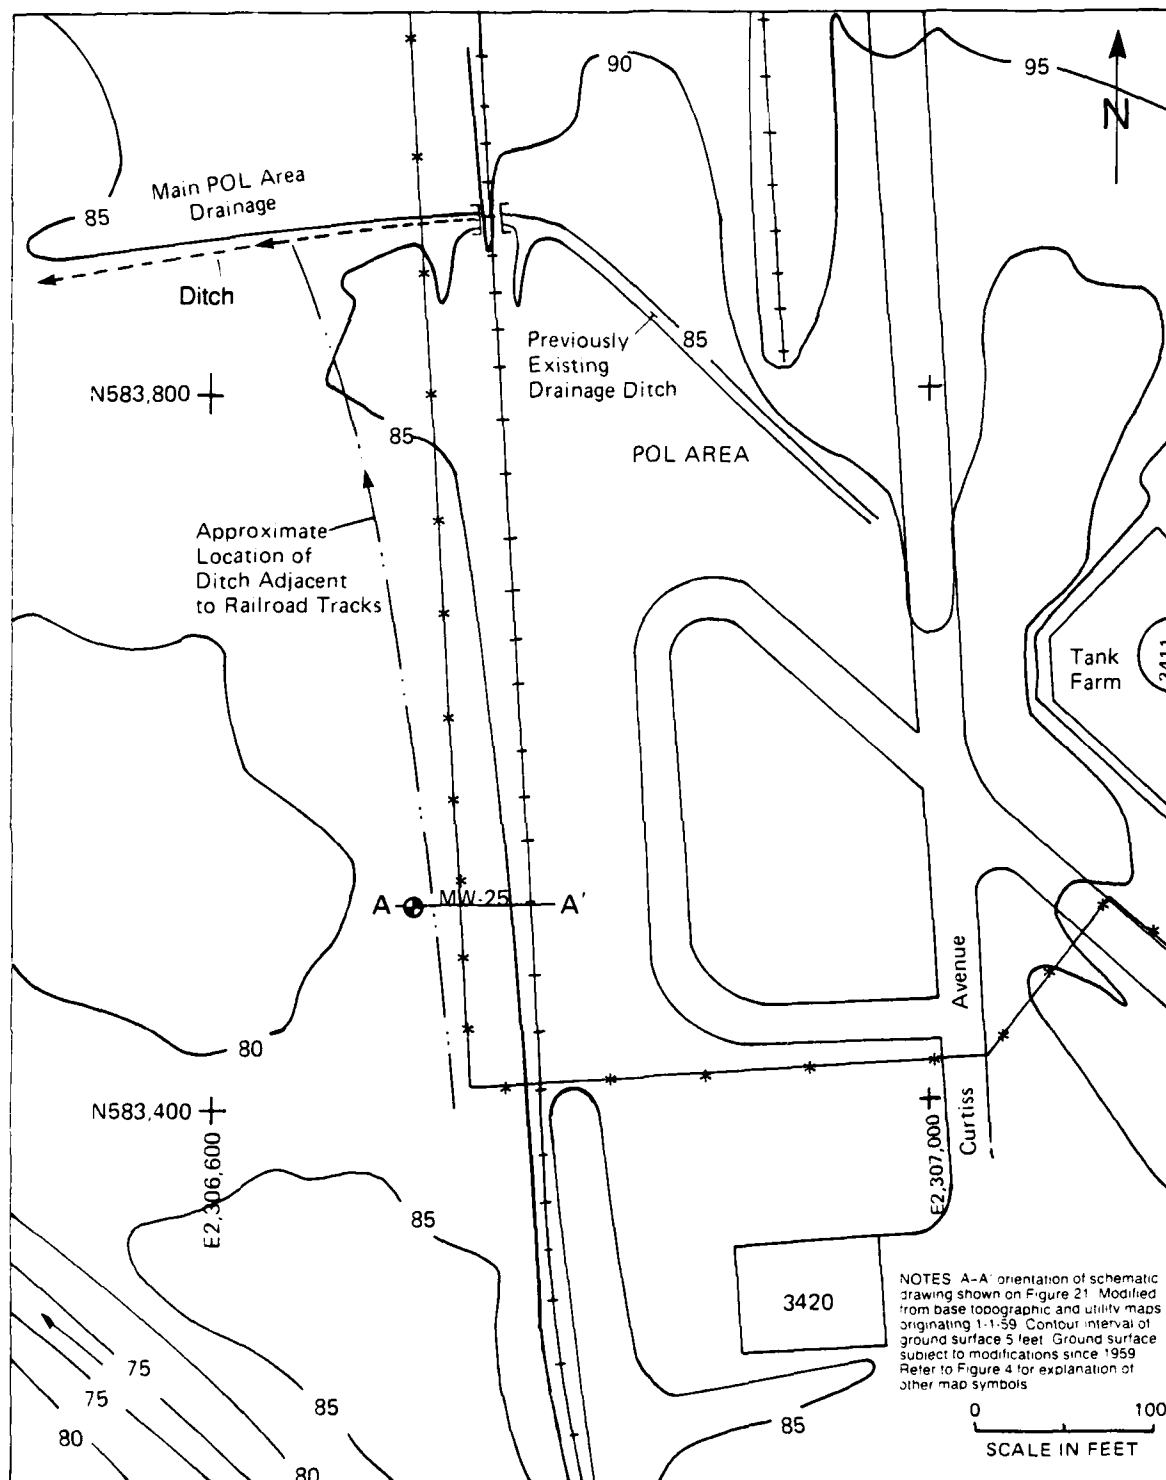 90
95
N
Main POL Area
Drainage
85
Ditch
Previously
Existing
Drainage Ditch
85
N583,800
85
POL AREA
Approximate
Location of
Ditch Adjacent
to Railroad Tracks
Tank
Farm
3411
A
MW-25
A'
Avenue
80
N583,400
E2,306,600
E2,307,000
Curtiss
85
3420
NOTES A-A' orientation of schematic
drawing shown on Figure 21 Modified
from base topographic and utility maps
originating 1-1-59. Contour interval of
ground surface 5 feet Ground surface
subject to modifications since 1959
Refer to Figure 4 for explanation of
other map symbols
75
75
80
85
80
85
0 100
SCALE IN FEET